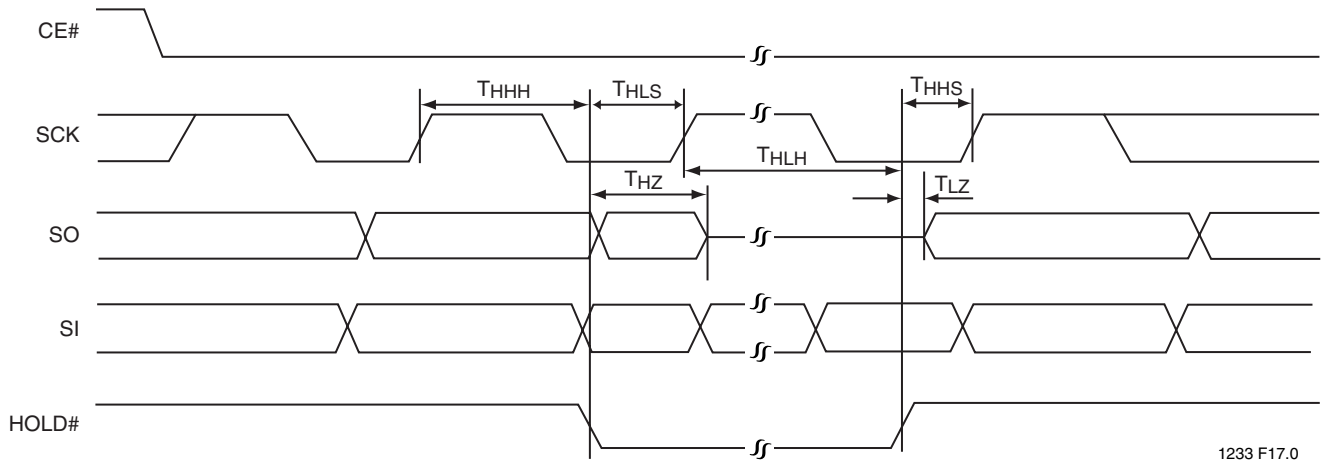 CE#
THHH THLS THHS
SCK
THLH
THZ TLZ
SO
SI
HOLD#
1233 F17.0